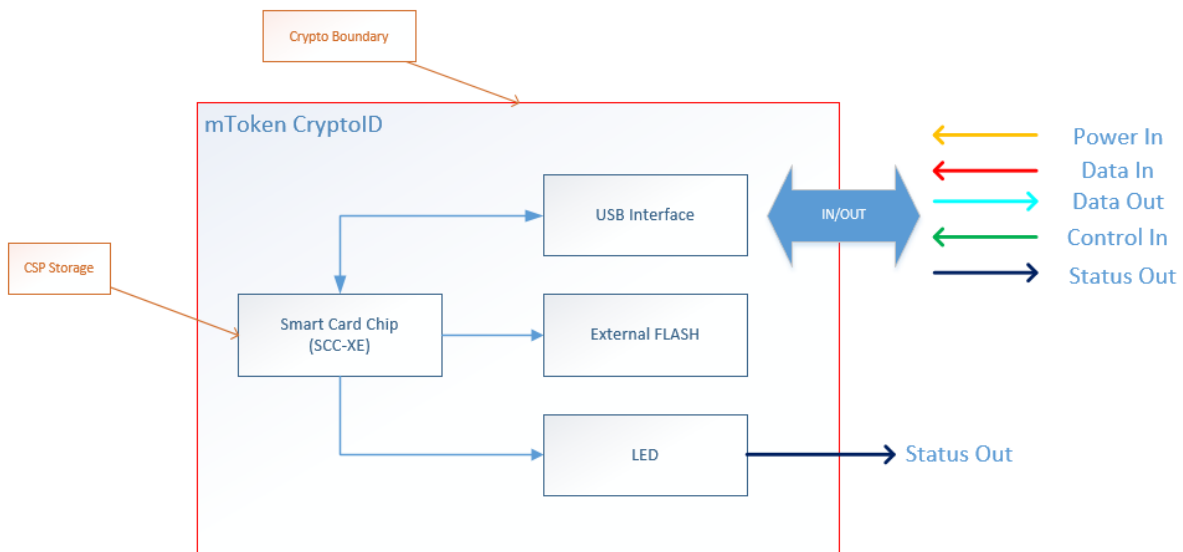 Crypto Boundary
mToken CryptoID
Power In
Data In
USB Interface
IN/OUT
Data Out
Control In
CSP Storage
Status Out
Smart Card Chip
(SCC-XE)
External FLASH
LED
Status Out